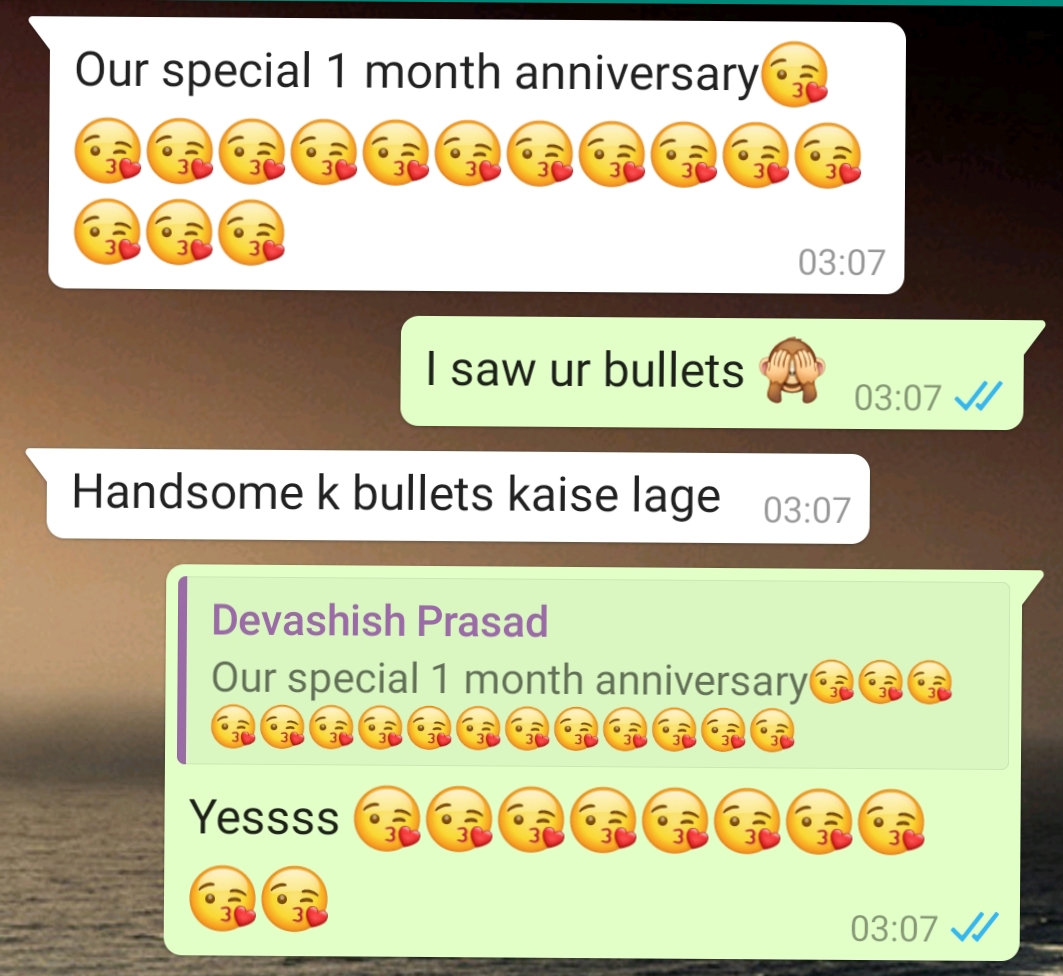 Our special 1 month anniversary😘
😘😘😘😘😘😘😘😘😘😘😘
😘😘😘
03:07
I saw ur bullets 🙈 03:07
Handsome k bullets kaise lage 03:07
Devashish Prasad
Our special 1 month anniversary😘😘😘
😘😘😘😘😘😘😘😘😘😘😘😘
Yessss 😘😘😘😘😘😘😘😘
😘😘
03:07